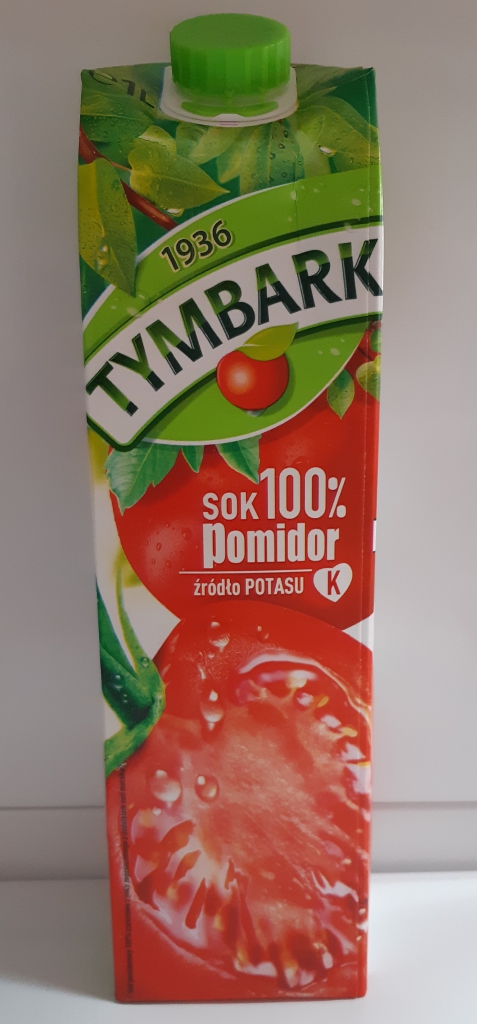 1936
TYMBARK
SOK 100%
Pomidor
źródło POTASU K